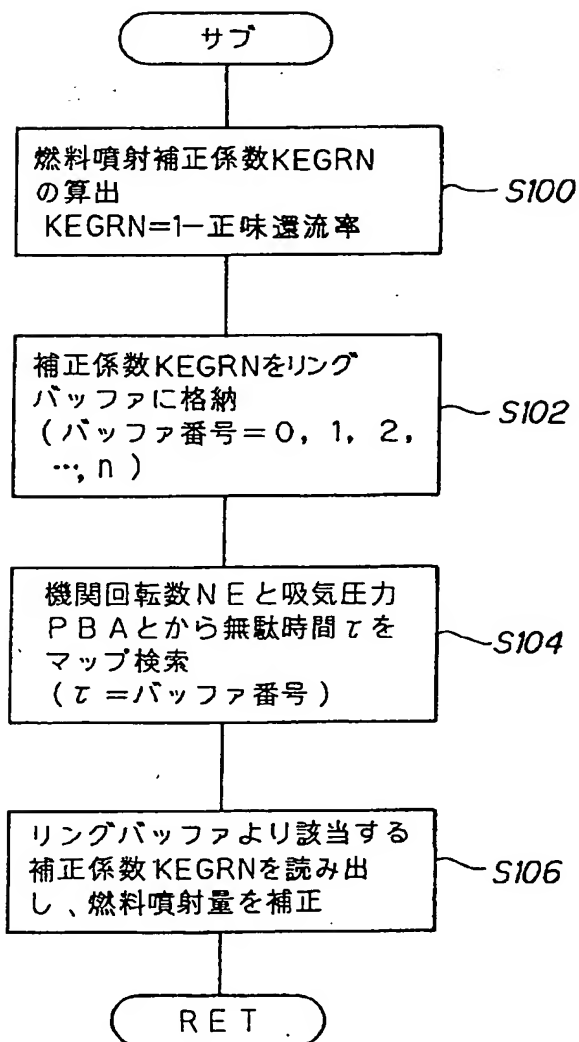 サブ
燃料噴射補正係数KEGRN
の算出
KEGRN=1-正味還流率
S100
補正係数KEGRNをリング
バッファに格納
(バッファ番号=0, 1, 2,
…, n)
S102
機関回転数NEと吸気圧力
PBAとから無駄時間τを
マップ検索
(τ=バッファ番号)
S104
リングバッファより該当する
補正係数KEGRNを読み出
し、燃料噴射量を補正
S106
RET